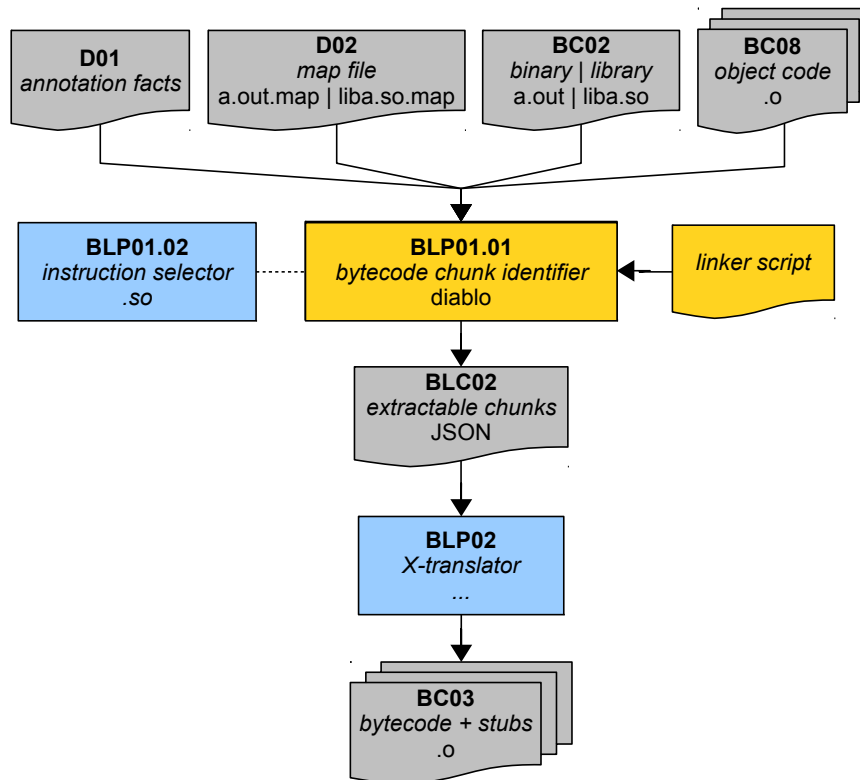 D01
annotation facts
D02
map file
a.out.map | liba.so.map
BC02
binary | library
a.out | liba.so
BC08
object code
.o
BLP01.02
instruction selector
.so
BLP01.01
bytecode chunk identifier
diablo
linker script
BLC02
extractable chunks
JSON
BLP02
X-translator
...
BC03
bytecode + stubs
.o